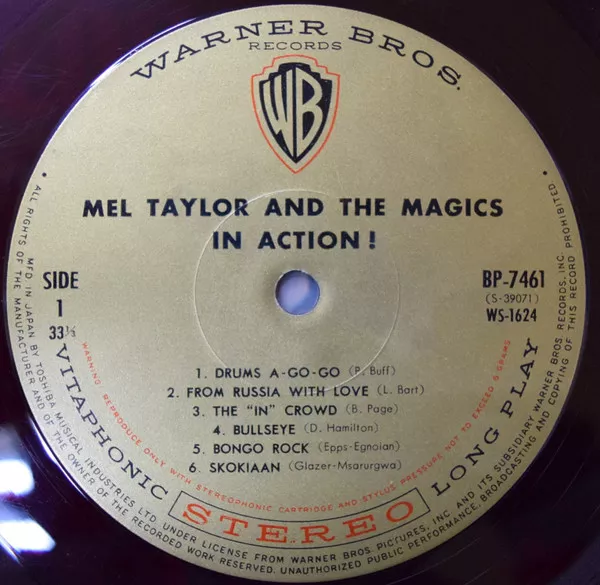 WARNER BROS.
RECORDS
WB
MEL TAYLOR AND THE MAGICS
IN ACTION!
SIDE
1
33⅓
BP-7461
(S-39071)
WS-1624
1. DRUMS A-GO-GO (P. Buff)
2. FROM RUSSIA WITH LOVE (L. Bart)
3. THE "IN" CROWD (B. Page)
4. BULLSEYE (D. Hamilton)
5. BONGO ROCK (Epps-Egnoian)
6. SKOKIAAN (Glazer-Msarurgwa)
WARNING: REPRODUCE ONLY WITH STEREOPHONIC CARTRIDGE AND STYLUS PRESSURE NOT TO EXCEED 6 GRAMS
VITAPHONIC STEREO LONG PLAY
MFD IN JAPAN BY TOSHIBA MUSICAL INDUSTRIES LTD. UNDER LICENSE FROM WARNER BROS. PICTURES, INC AND ITS SUBSIDIARY WARNER BROS. RECORDS, INC
• ALL RIGHTS OF THE MANUFACTURER AND OF THE OWNER OF THE RECORDED WORK RESERVED. UNAUTHORIZED PUBLIC PERFORMANCE, BROADCASTING AND COPYING OF THIS RECORD PROHIBITED •